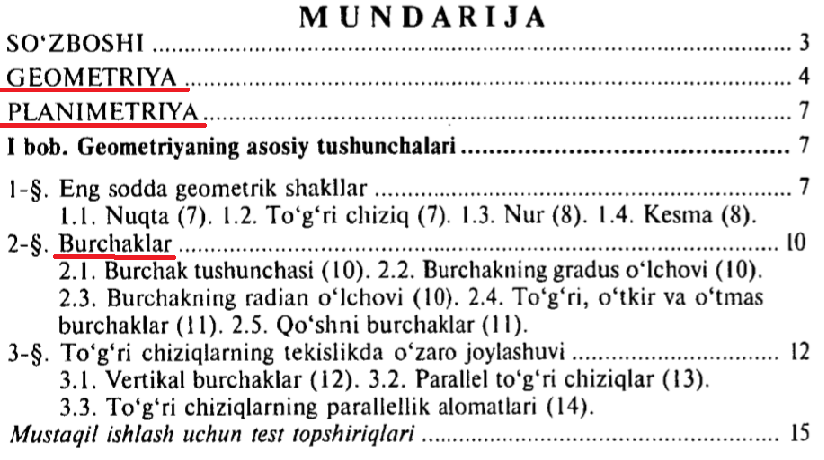 MUNDARIJA
SO‘ZBOSHI ........................................................................ 3
GEOMETRIYA ........................................................................ 4
PLANIMETRIYA ........................................................................ 7
I bob. Geometriyaning asosiy tushunchalari ........................................ 7
1-§. Eng sodda geometrik shakllar .................................................. 7
1.1. Nuqta (7). 1.2. To‘g‘ri chiziq (7). 1.3. Nur (8). 1.4. Kesma (8).
2-§. Burchaklar ........................................................................ 10
2.1. Burchak tushunchasi (10). 2.2. Burchakning gradus o‘lchovi (10).
2.3. Burchakning radian o‘lchovi (10). 2.4. To‘g‘ri, o‘tkir va o‘tmas
burchaklar (11). 2.5. Qo‘shni burchaklar (11).
3-§. To‘g‘ri chiziqlarning tekislikda o‘zaro joylashuvi ........................ 12
3.1. Vertikal burchaklar (12). 3.2. Parallel to‘g‘ri chiziqlar (13).
3.3. To‘g‘ri chiziqlarning parallellik alomatlari (14).
Mustaqil ishlash uchun test topshiriqlari .......................................... 15